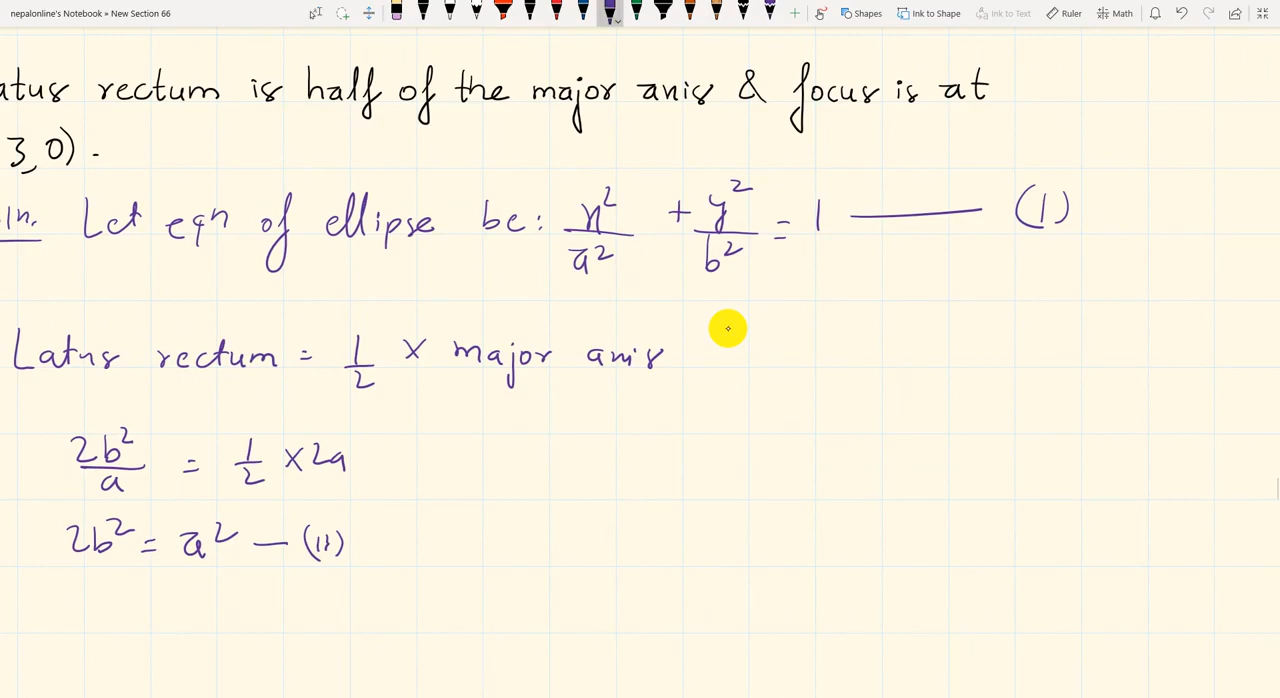 nepalonline's Notebook » New Section 66
Shapes Ink to Shape Ink to Text Ruler Math
atus rectum is half of the major axis & focus is at
3, 0).
ln. Let eqn of ellipse be: x²/a² + y²/b² = 1 —— (1)
Latus rectum = 1/2 × major axis
2b²/a = 1/2 × 2a
2b² = a² — (11)